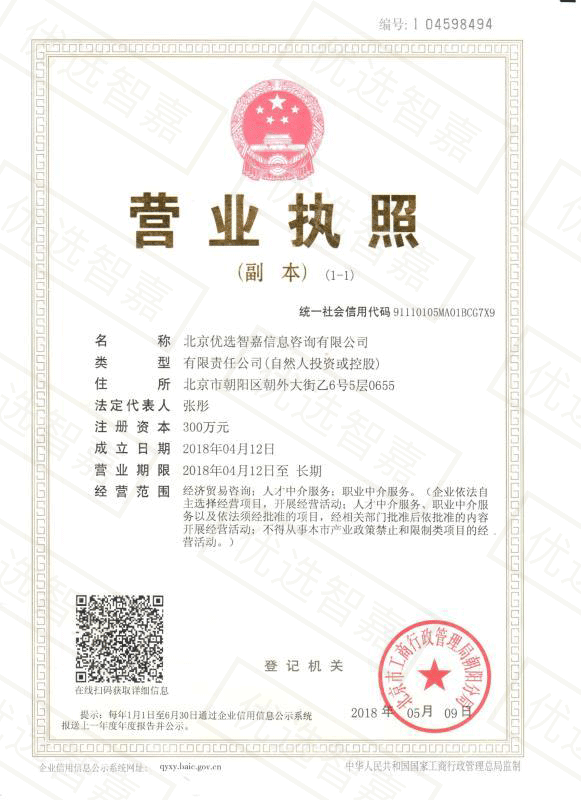 编号: 1 04598494
营业执照
(副 本) (1-1)
统一社会信用代码 91110105MA01BCG7X9
名 称 北京优选智嘉信息咨询有限公司
类 型 有限责任公司(自然人投资或控股)
住 所 北京市朝阳区朝外大街乙6号5层0655
法定代表人 张彤
注册资本 300万元
成立日期 2018年04月12日
营业期限 2018年04月12日至 长期
经营范围 经济贸易咨询；人才中介服务；职业中介服务。（企业依法自
主选择经营项目，开展经营活动；人才中介服务、职业中介服
务以及依法须经批准的项目，经相关部门批准后依批准的内容
开展经营活动；不得从事本市产业政策禁止和限制类项目的经
营活动。）
在线扫码获取详细信息
登记机关
北京市工商行政管理局朝阳分局
2018 年 05月 09日
提示：每年1月1日至6月30日通过企业信用信息公示系统
报送上一年度年度报告并公示。
企业信用信息公示系统网址： qyxy.baic.gov.cn
中华人民共和国国家工商行政管理总局监制
优选智嘉